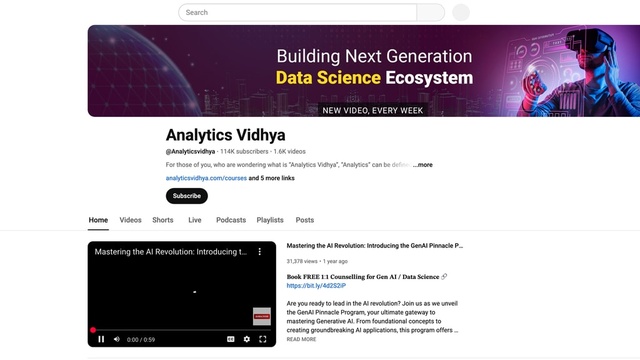 Search
Building Next Generation
Data Science Ecosystem
NEW VIDEO, EVERY WEEK
Analytics Vidhya
@Analyticsvidhya · 114K subscribers · 1.6K videos
For those of you, who are wondering what is "Analytics Vidhya", "Analytics" can be define ...more
analyticsvidhya.com/courses and 5 more links
Subscribe
Home Videos Shorts Live Podcasts Playlists Posts
Mastering the AI Revolution: Introducing t...
0:00 / 0:59
Mastering the AI Revolution: Introducing the GenAI Pinnacle P...
31,378 views • 1 year ago
Book FREE 1:1 Counselling for Gen AI / Data Science
https://bit.ly/4d2S2iP
Are you ready to lead in the AI revolution? Join us as we unveil
the GenAI Pinnacle Program, your ultimate gateway to
mastering Generative AI. From foundational concepts to
creating groundbreaking AI applications, this program offers ...
READ MORE